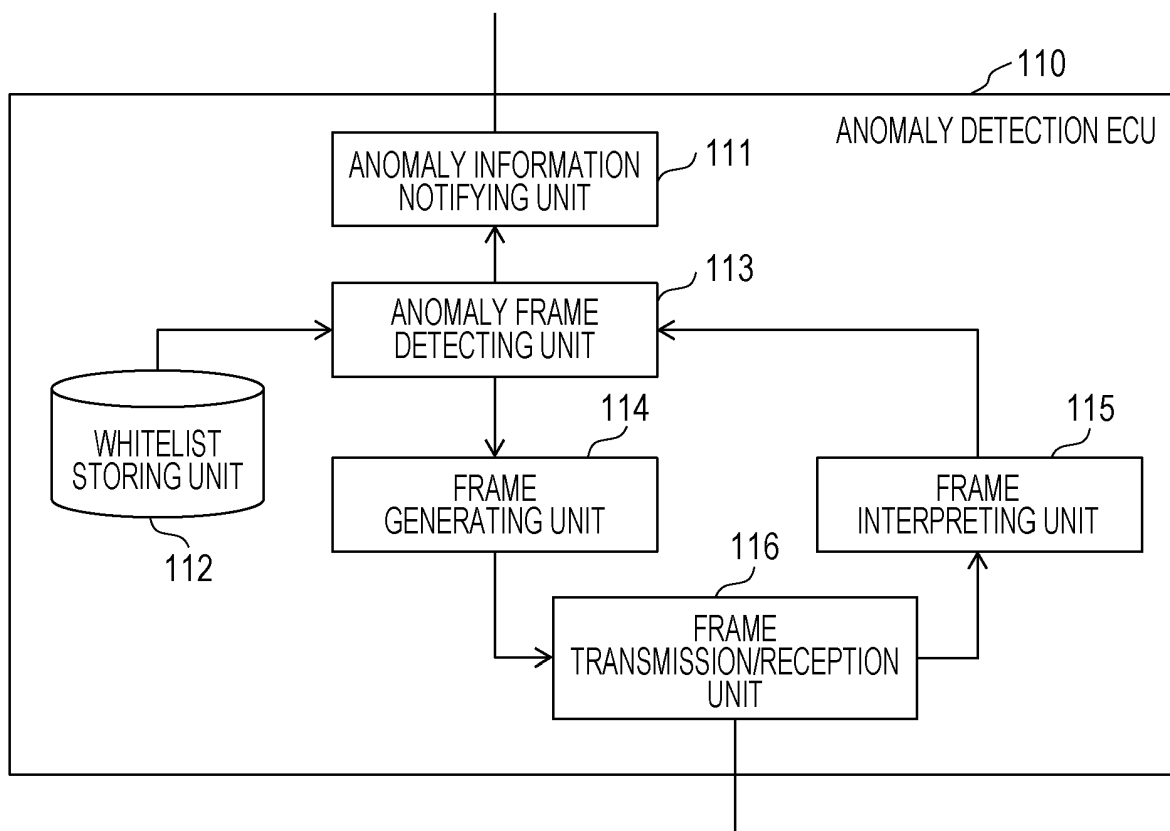 110
ANOMALY DETECTION ECU
ANOMALY INFORMATION
NOTIFYING UNIT
111
113
ANOMALY FRAME
DETECTING UNIT
WHITELIST
STORING UNIT
112
114
FRAME
GENERATING UNIT
115
FRAME
INTERPRETING UNIT
116
FRAME
TRANSMISSION/RECEPTION
UNIT